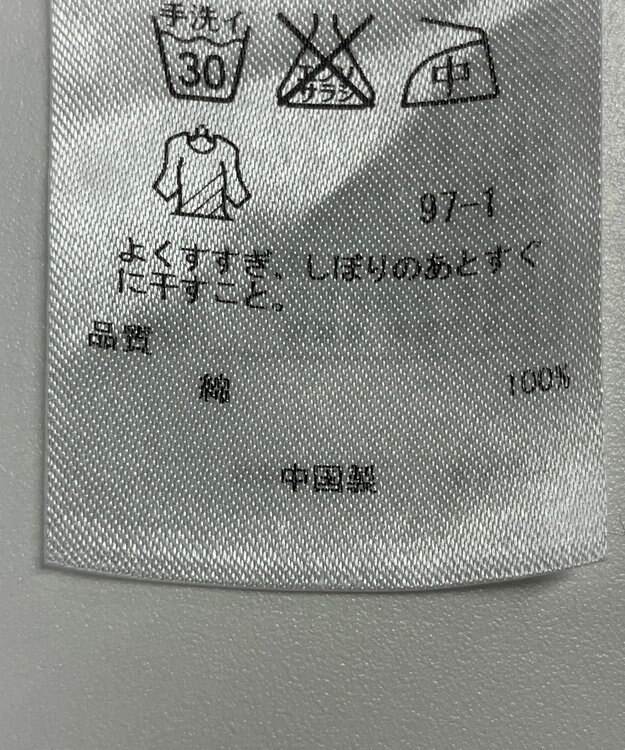 手洗イ
30
エンソ
サラシ
中
97-1
よくすすぎ、しぼりのあとすぐ
に干すこと。
品質
綿 100%
中国製